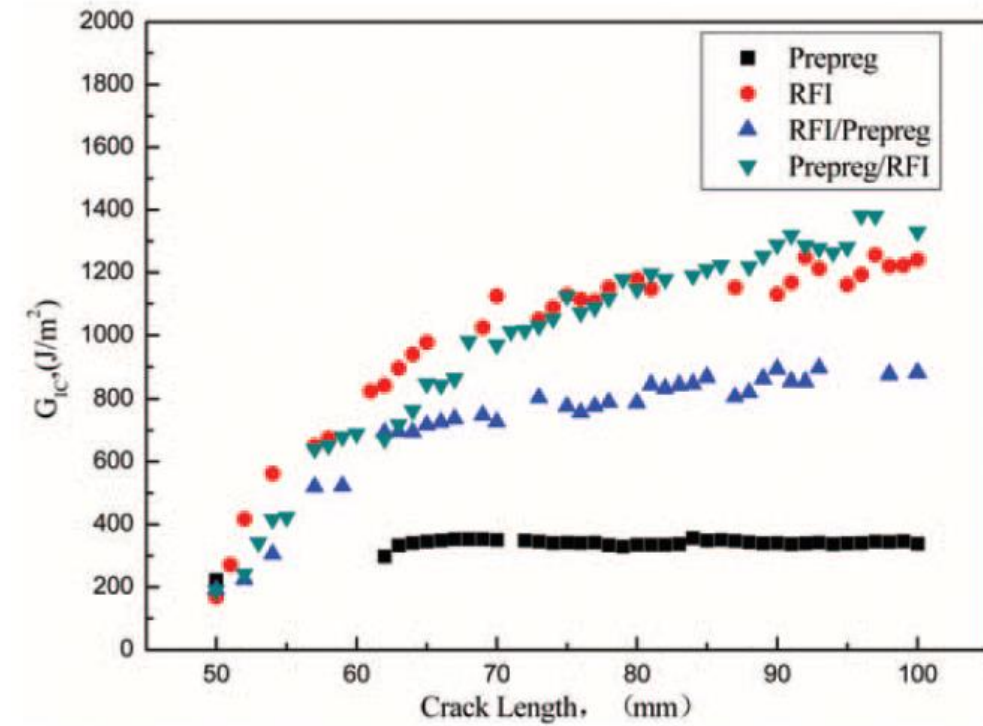 2000
1800
1600
1400
1200
1000
800
600
400
200
0
G_IC,(J/m²)
Prepreg
RFI
RFI/Prepreg
Prepreg/RFI
50 60 70 80 90 100
Crack Length, (mm)